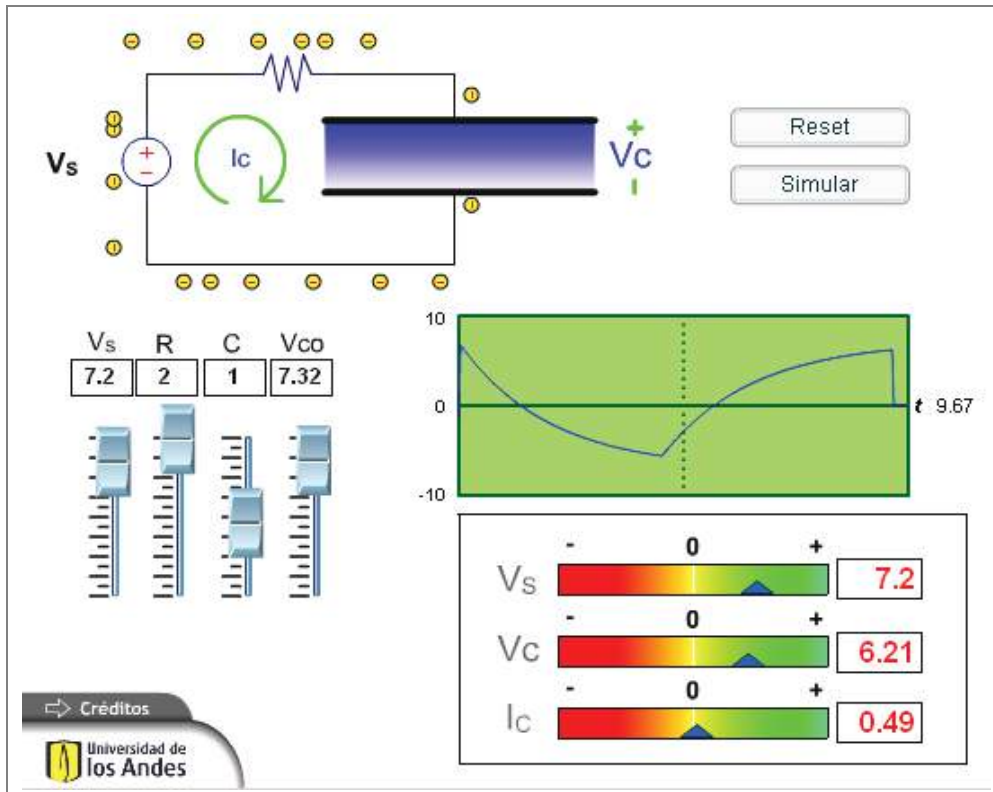 Vs
+
−
Ic
+
Vc
−
Reset
Simular
Vs R C Vco
7.2 2 1 7.32
10
0
-10
t 9.67
- 0 +
Vs 7.2
- 0 +
Vc 6.21
- 0 +
Ic 0.49
Créditos
Universidad de
los Andes